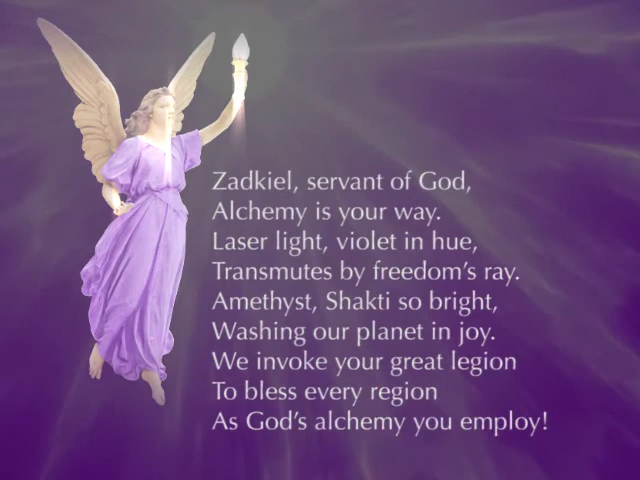 Zadkiel, servant of God,
Alchemy is your way.
Laser light, violet in hue,
Transmutes by freedom’s ray.
Amethyst, Shakti so bright,
Washing our planet in joy.
We invoke your great legion
To bless every region
As God’s alchemy you employ!